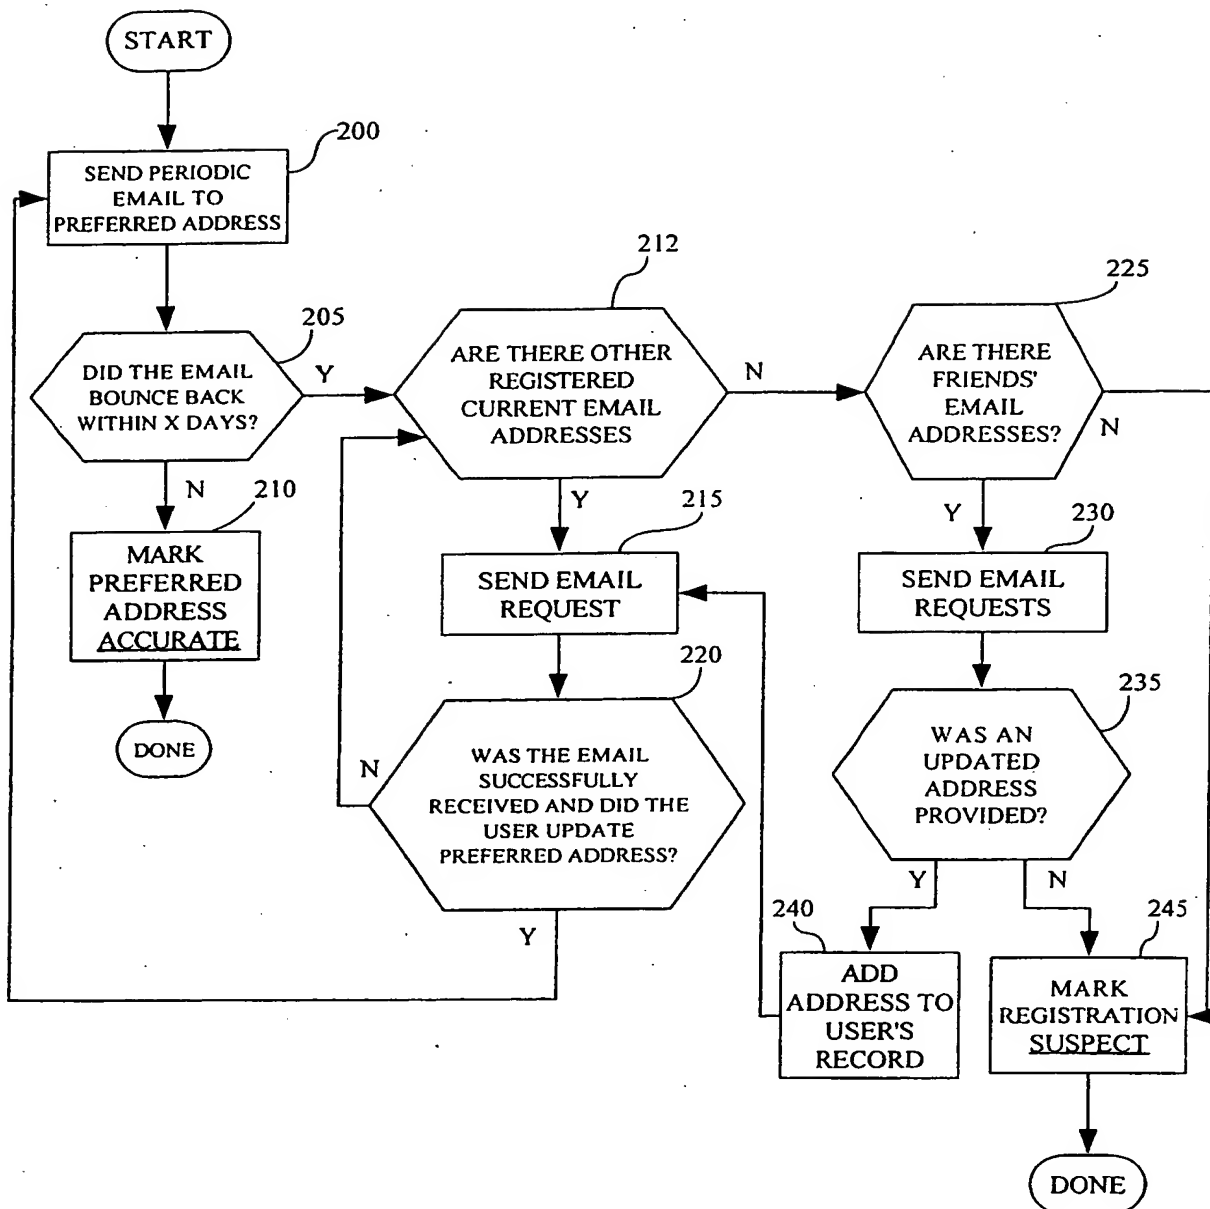 START
200
SEND PERIODIC
EMAIL TO
PREFERRED ADDRESS
205
DID THE EMAIL
BOUNCE BACK
WITHIN X DAYS?
Y
N
210
MARK
PREFERRED
ADDRESS
ACCURATE
DONE
212
ARE THERE OTHER
REGISTERED
CURRENT EMAIL
ADDRESSES
N
Y
215
SEND EMAIL
REQUEST
220
WAS THE EMAIL
SUCCESSFULLY
RECEIVED AND DID THE
USER UPDATE
PREFERRED ADDRESS?
N
Y
225
ARE THERE
FRIENDS'
EMAIL
ADDRESSES?
N
Y
230
SEND EMAIL
REQUESTS
235
WAS AN
UPDATED
ADDRESS
PROVIDED?
Y
N
240
ADD
ADDRESS TO
USER'S
RECORD
245
MARK
REGISTRATION
SUSPECT
DONE